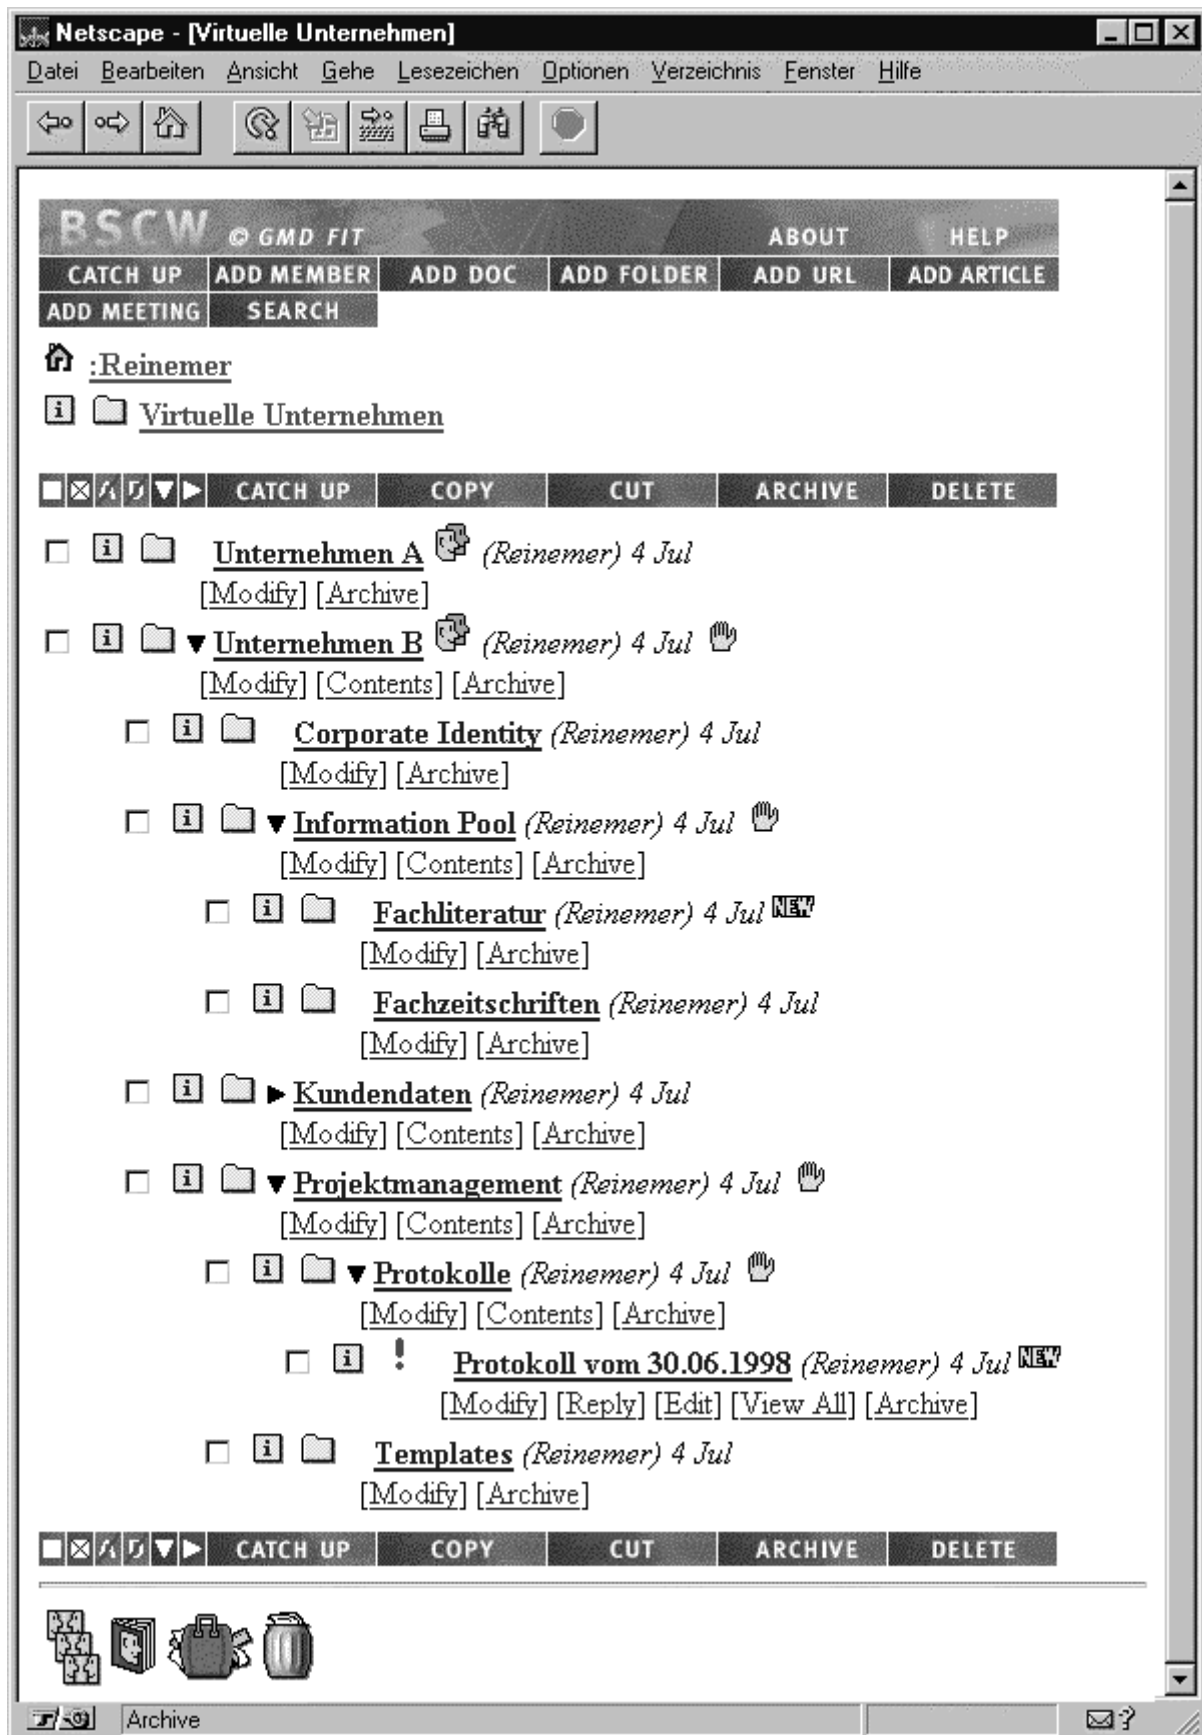 Netscape - [Virtuelle Unternehmen]
Datei Bearbeiten Ansicht Gehe Lesezeichen Optionen Verzeichnis Fenster Hilfe
BSCW © GMD FIT ABOUT HELP
CATCH UP ADD MEMBER ADD DOC ADD FOLDER ADD URL ADD ARTICLE
ADD MEETING SEARCH
:Reinemer
i Virtuelle Unternehmen
CATCH UP COPY CUT ARCHIVE DELETE
i Unternehmen A (Reinemer) 4 Jul
[Modify] [Archive]
i Unternehmen B (Reinemer) 4 Jul
[Modify] [Contents] [Archive]
i Corporate Identity (Reinemer) 4 Jul
[Modify] [Archive]
i Information Pool (Reinemer) 4 Jul
[Modify] [Contents] [Archive]
i Fachliteratur (Reinemer) 4 Jul NEW
[Modify] [Archive]
i Fachzeitschriften (Reinemer) 4 Jul
[Modify] [Archive]
i Kundendaten (Reinemer) 4 Jul
[Modify] [Contents] [Archive]
i Projektmanagement (Reinemer) 4 Jul
[Modify] [Contents] [Archive]
i Protokolle (Reinemer) 4 Jul
[Modify] [Contents] [Archive]
i ! Protokoll vom 30.06.1998 (Reinemer) 4 Jul NEW
[Modify] [Reply] [Edit] [View All] [Archive]
i Templates (Reinemer) 4 Jul
[Modify] [Archive]
CATCH UP COPY CUT ARCHIVE DELETE
Archive ?